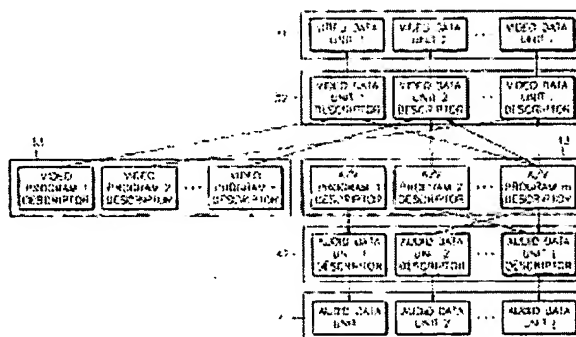 VIDEO DATA UNIT 1
VIDEO DATA UNIT 2
...
VIDEO DATA UNIT
VIDEO DATA UNIT 1 DESCRIPTOR
VIDEO DATA UNIT 2 DESCRIPTOR
...
VIDEO DATA UNIT DESCRIPTOR
VIDEO PROGRAM 1 DESCRIPTOR
VIDEO PROGRAM 2 DESCRIPTOR
...
VIDEO PROGRAM DESCRIPTOR
A/V PROGRAM 1 DESCRIPTOR
A/V PROGRAM 2 DESCRIPTOR
...
A/V PROGRAM m DESCRIPTOR
AUDIO DATA UNIT 1 DESCRIPTOR
AUDIO DATA UNIT 2 DESCRIPTOR
...
AUDIO DATA UNIT DESCRIPTOR
AUDIO DATA UNIT
AUDIO DATA UNIT 2
...
AUDIO DATA UNIT